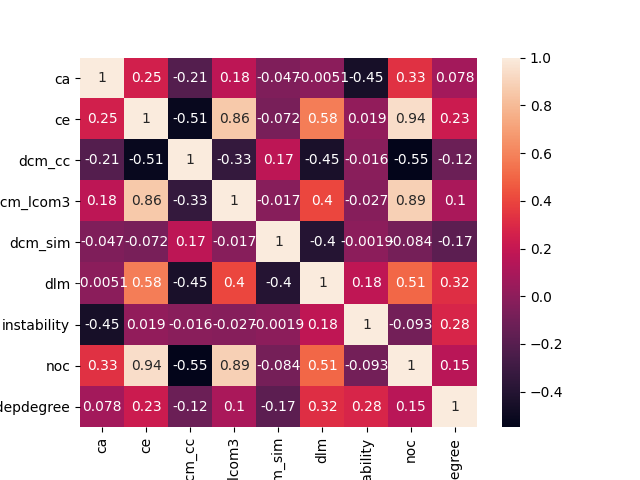 1.0
ca 1 0.25 -0.21 0.18 -0.047 -0.0051 -0.45 0.33 0.078
0.8
ce 0.25 1 -0.51 0.86 -0.072 0.58 0.019 0.94 0.23
dcm_cc -0.21 -0.51 1 -0.33 0.17 -0.45 -0.016 -0.55 -0.12
0.6
cm_lcom3 0.18 0.86 -0.33 1 -0.017 0.4 -0.027 0.89 0.1
0.4
dcm_sim -0.047 -0.072 0.17 -0.017 1 -0.4 -0.0019 -0.084 -0.17
0.2
dlm -0.0051 0.58 -0.45 0.4 -0.4 1 0.18 0.51 0.32
0.0
instability -0.45 0.019 -0.016 -0.027 -0.0019 0.18 1 -0.093 0.28
−0.2
noc 0.33 0.94 -0.55 0.89 -0.084 0.51 -0.093 1 0.15
−0.4
depdegree 0.078 0.23 -0.12 0.1 -0.17 0.32 0.28 0.15 1
ca ce cm_cc lcom3 m_sim dlm ability noc egree